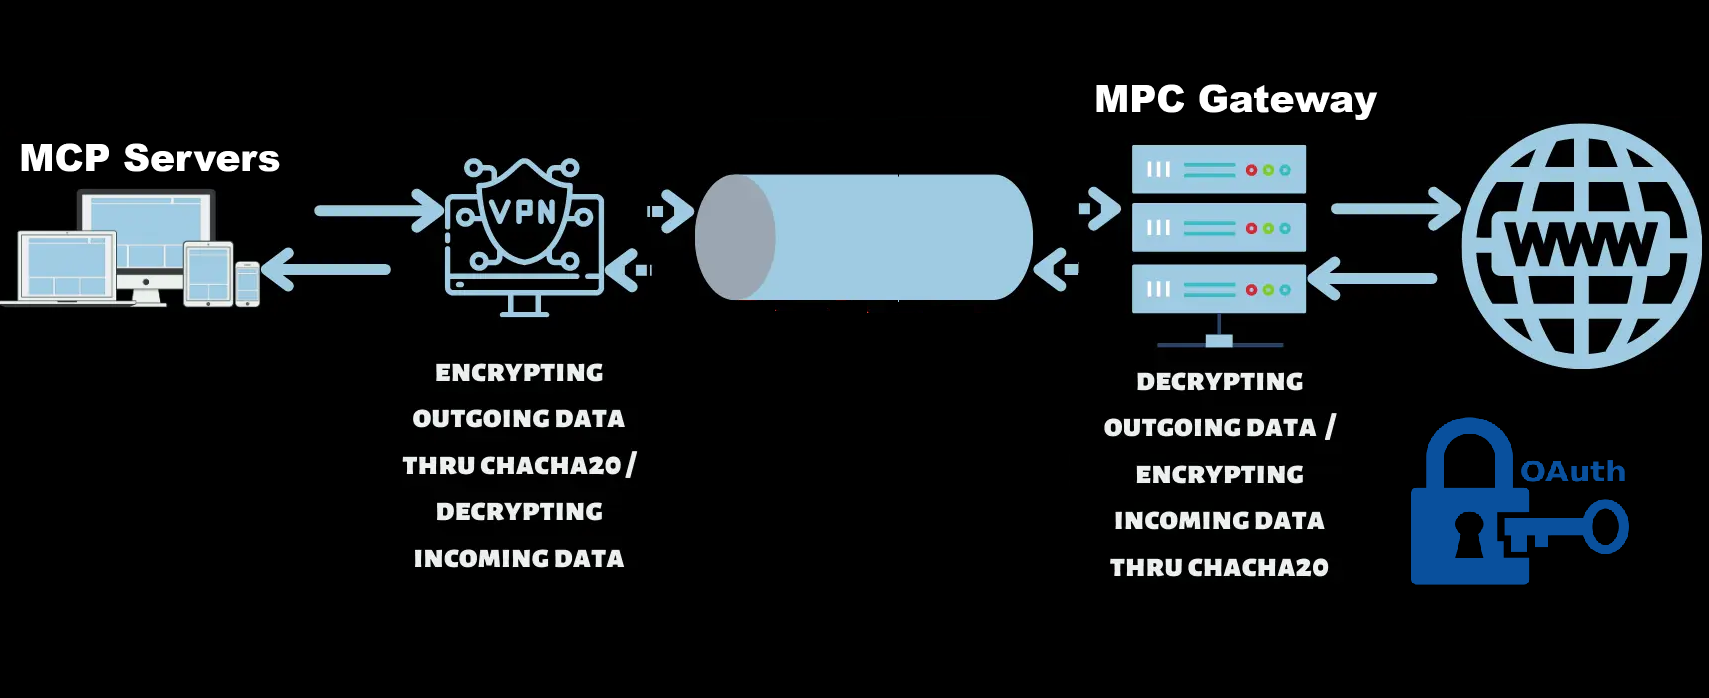 MCP Servers
VPN
ENCRYPTING
OUTGOING DATA
THRU CHACHA20 /
DECRYPTING
INCOMING DATA
MPC Gateway
DECRYPTING
OUTGOING DATA /
ENCRYPTING
INCOMING DATA
THRU CHACHA20
WWW
OAuth